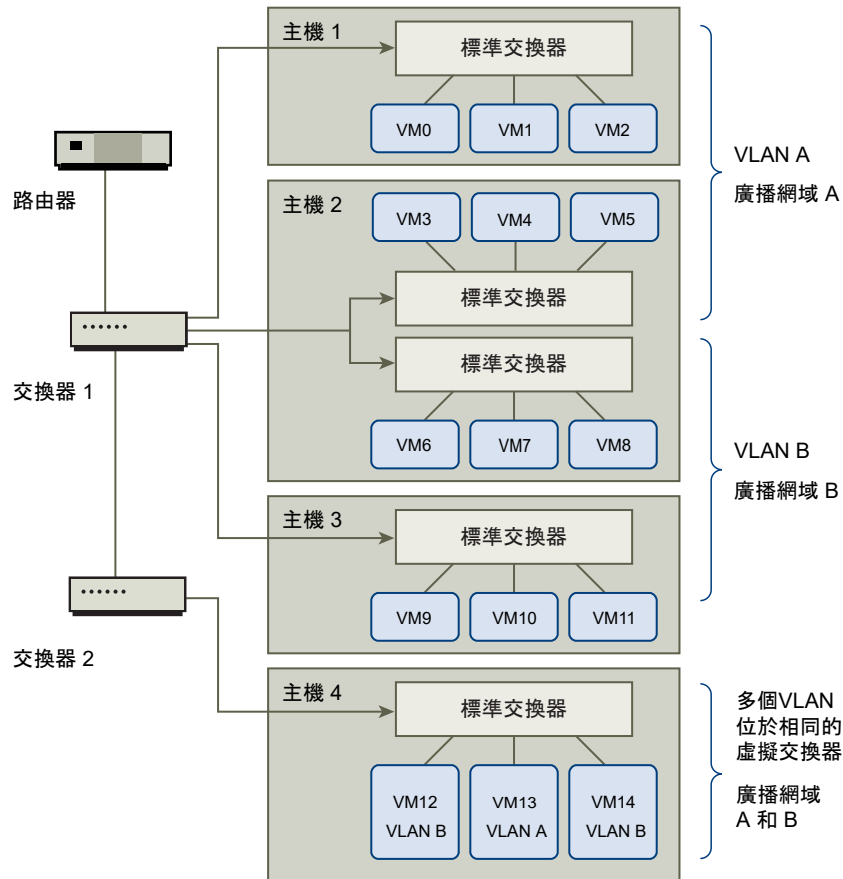 主機 1
標準交換器
VM0
VM1
VM2
VLAN A
廣播網域 A
路由器
主機 2
VM3
VM4
VM5
標準交換器
標準交換器
VM6
VM7
VM8
交換器 1
VLAN B
廣播網域 B
主機 3
標準交換器
VM9
VM10
VM11
交換器 2
主機 4
標準交換器
VM12
VLAN B
VM13
VLAN A
VM14
VLAN B
多個VLAN
位於相同的
虛擬交換器
廣播網域
A 和 B